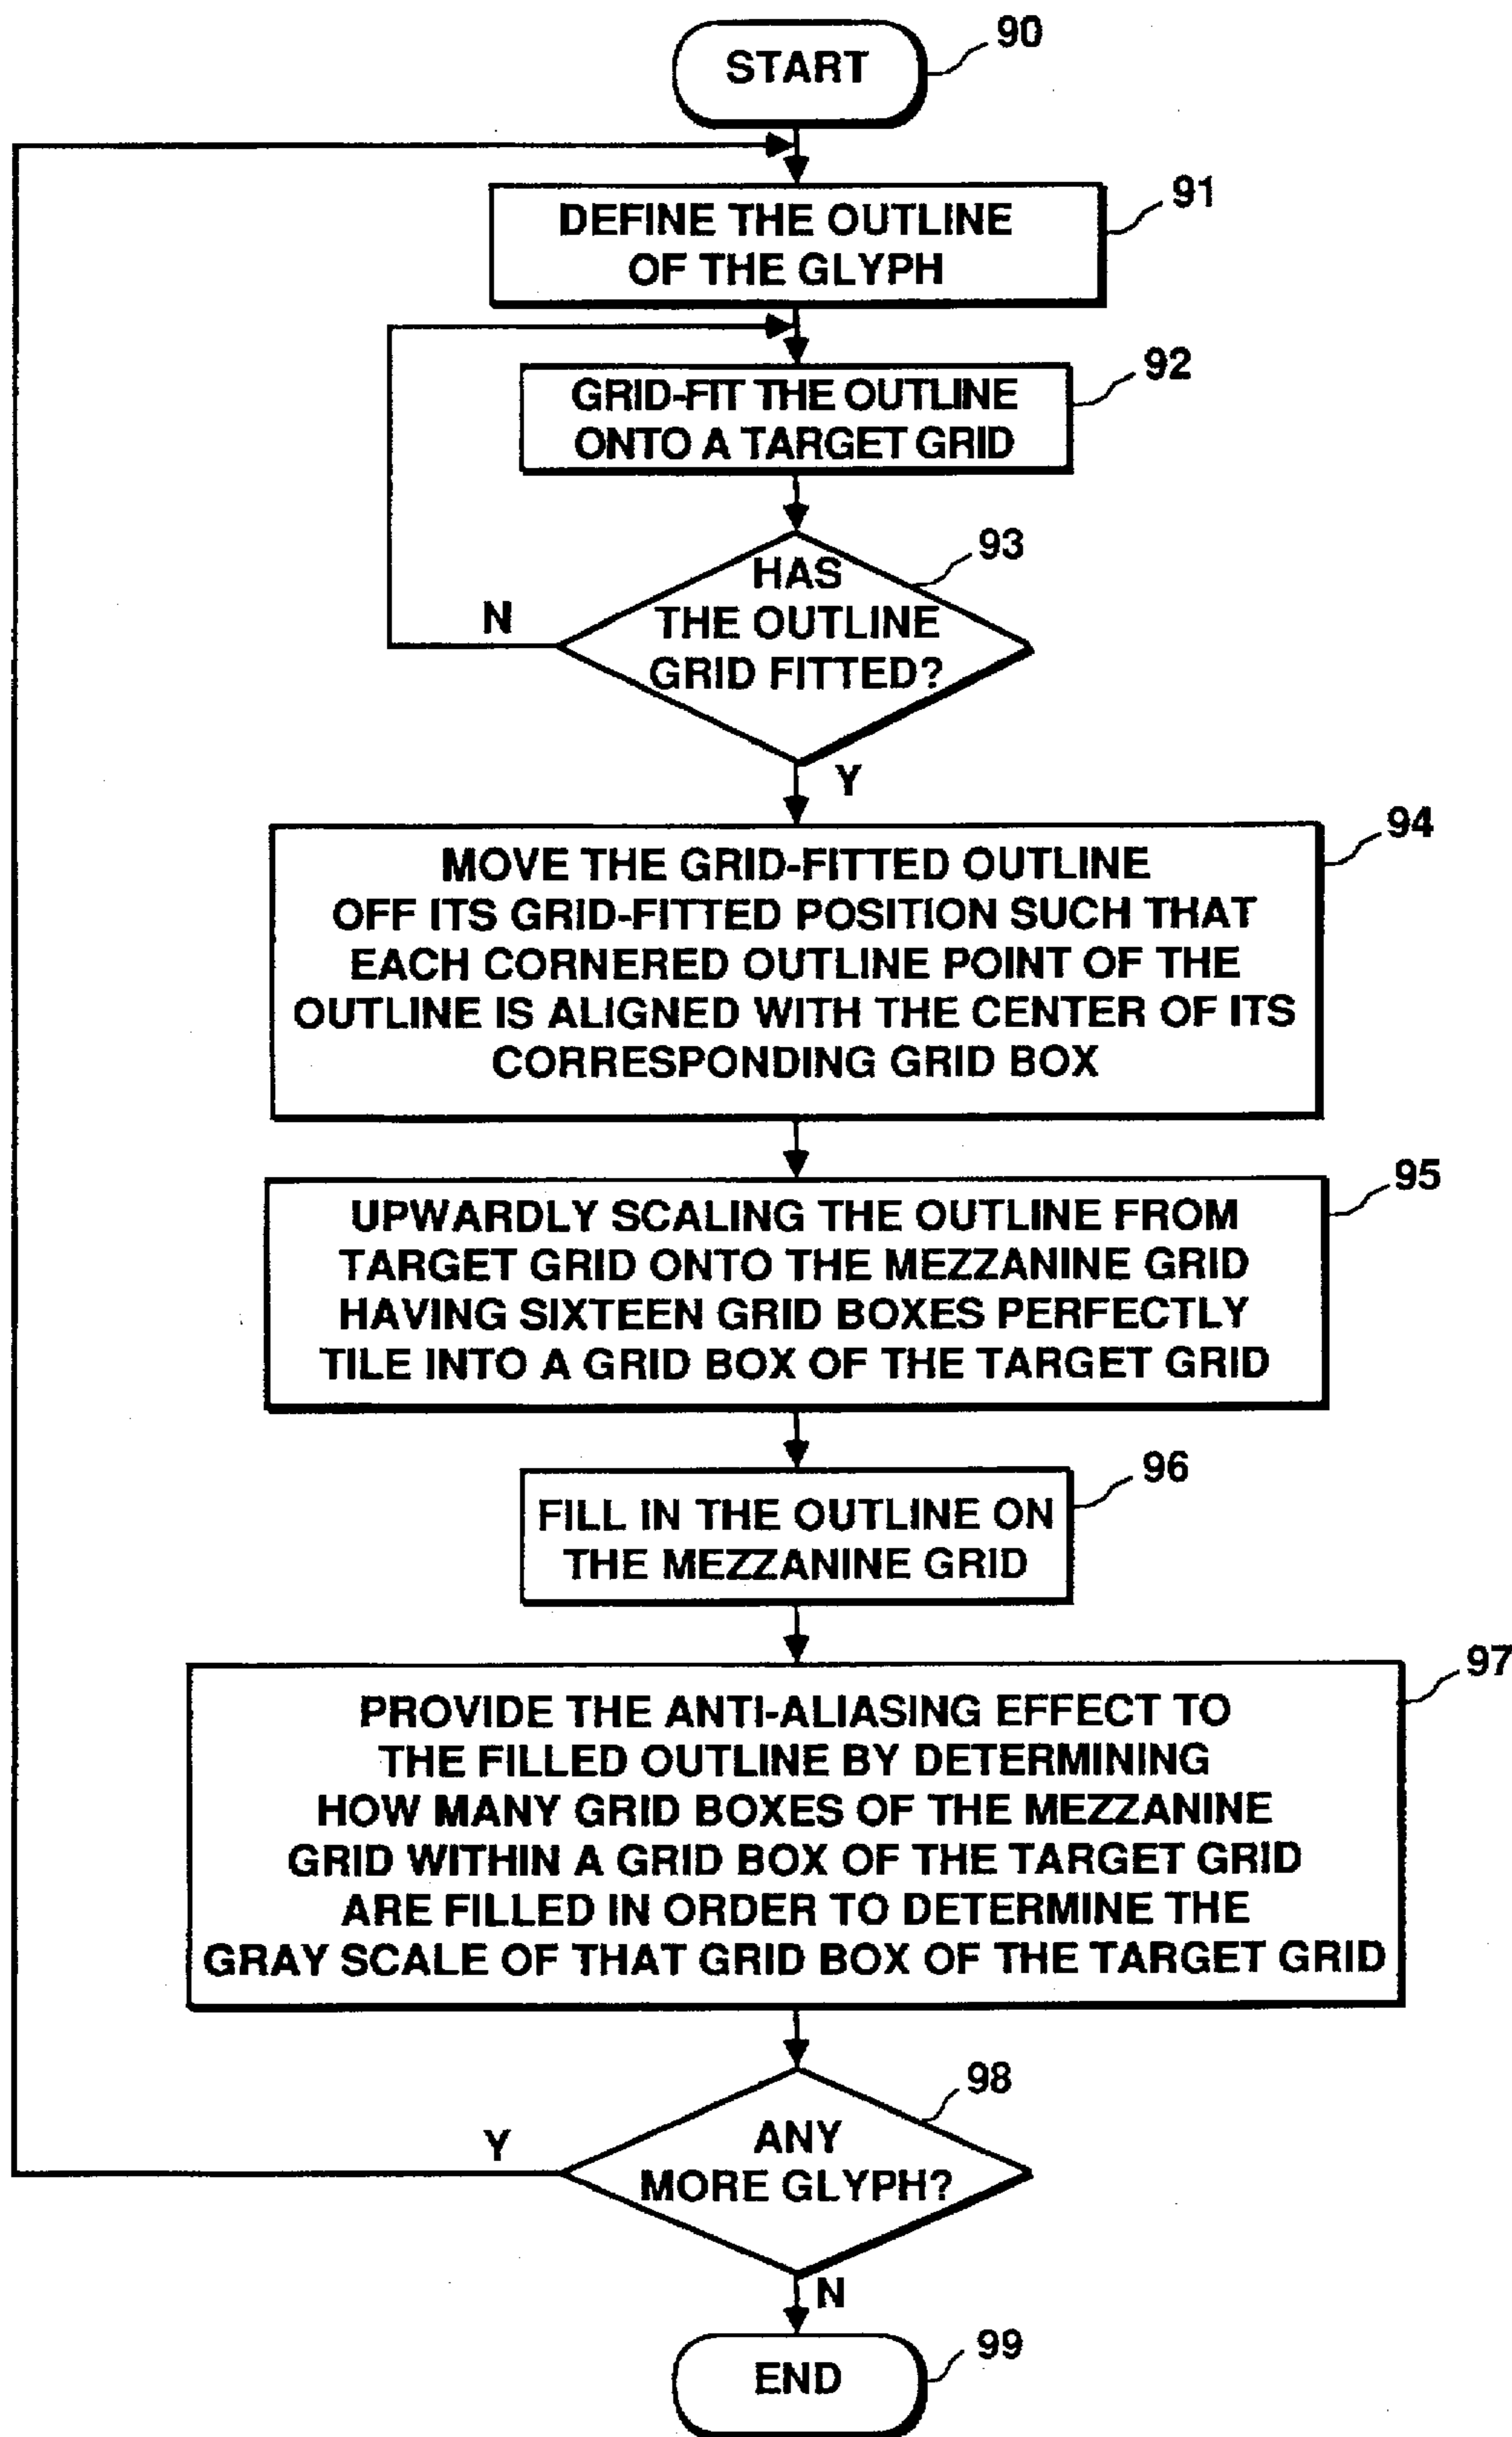 START
90
DEFINE THE OUTLINE
OF THE GLYPH
91
GRID-FIT THE OUTLINE
ONTO A TARGET GRID
92
HAS
THE OUTLINE
GRID FITTED?
93
N
Y
MOVE THE GRID-FITTED OUTLINE
OFF ITS GRID-FITTED POSITION SUCH THAT
EACH CORNERED OUTLINE POINT OF THE
OUTLINE IS ALIGNED WITH THE CENTER OF ITS
CORRESPONDING GRID BOX
94
UPWARDLY SCALING THE OUTLINE FROM
TARGET GRID ONTO THE MEZZANINE GRID
HAVING SIXTEEN GRID BOXES PERFECTLY
TILE INTO A GRID BOX OF THE TARGET GRID
95
FILL IN THE OUTLINE ON
THE MEZZANINE GRID
96
PROVIDE THE ANTI-ALIASING EFFECT TO
THE FILLED OUTLINE BY DETERMINING
HOW MANY GRID BOXES OF THE MEZZANINE
GRID WITHIN A GRID BOX OF THE TARGET GRID
ARE FILLED IN ORDER TO DETERMINE THE
GRAY SCALE OF THAT GRID BOX OF THE TARGET GRID
97
ANY
MORE GLYPH?
98
Y
N
END
99